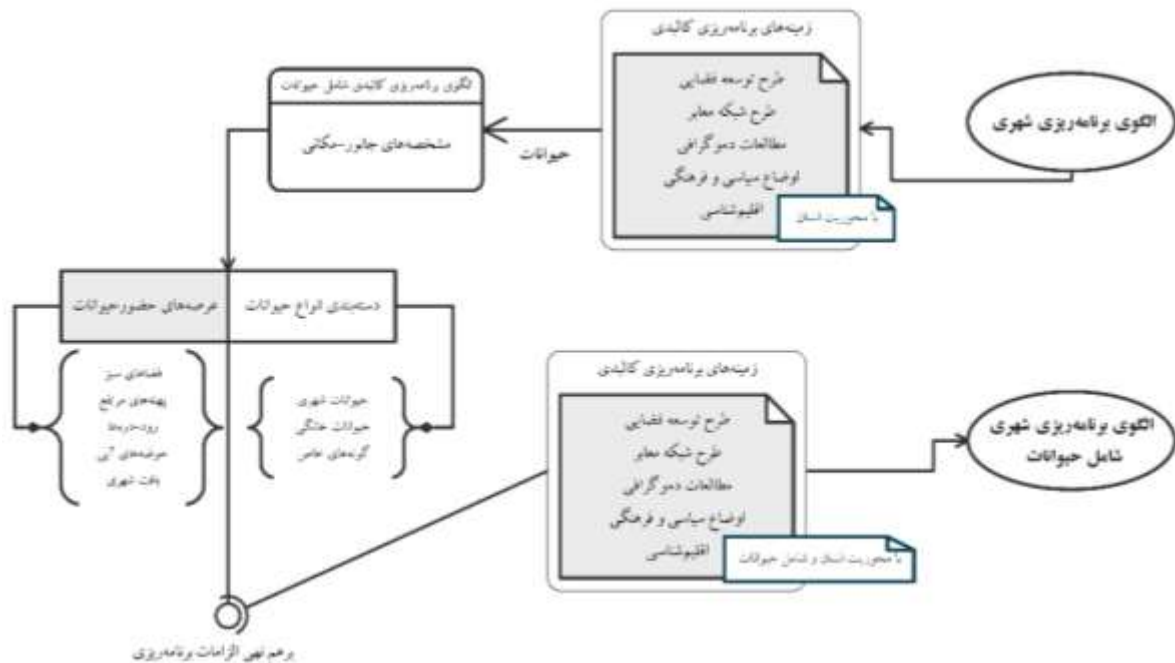 زمینه‌های برنامه‌ریزی کالبدی
طرح توسعه فضایی
طرح شبکه معابر
مطالعات دموگرافی
اوضاع سیاسی و فرهنگی
اقلیم‌شناسی
با محوریت انسان
الگوی برنامه‌ریزی شهری
حیوانات
الگوی برنامه‌ریزی کالبدی شامل حیوانات
مشخصه‌های جانور-مکانی
دسته‌بندی انواع حیوانات
عرصه‌های حضور حیوانات
حیوانات شهری
حیوانات خانگی
گونه‌های خاص
فضاهای سبز
پهنه‌های مرتفع
رود-دره‌ها
حوضه‌های آبی
بافت شهری
برهم نهی الزامات برنامه‌ریزی
زمینه‌های برنامه‌ریزی کالبدی
طرح توسعه فضایی
طرح شبکه معابر
مطالعات دموگرافی
اوضاع سیاسی و فرهنگی
اقلیم‌شناسی
با محوریت انسان و شامل حیوانات
الگوی برنامه‌ریزی شهری
شامل حیوانات